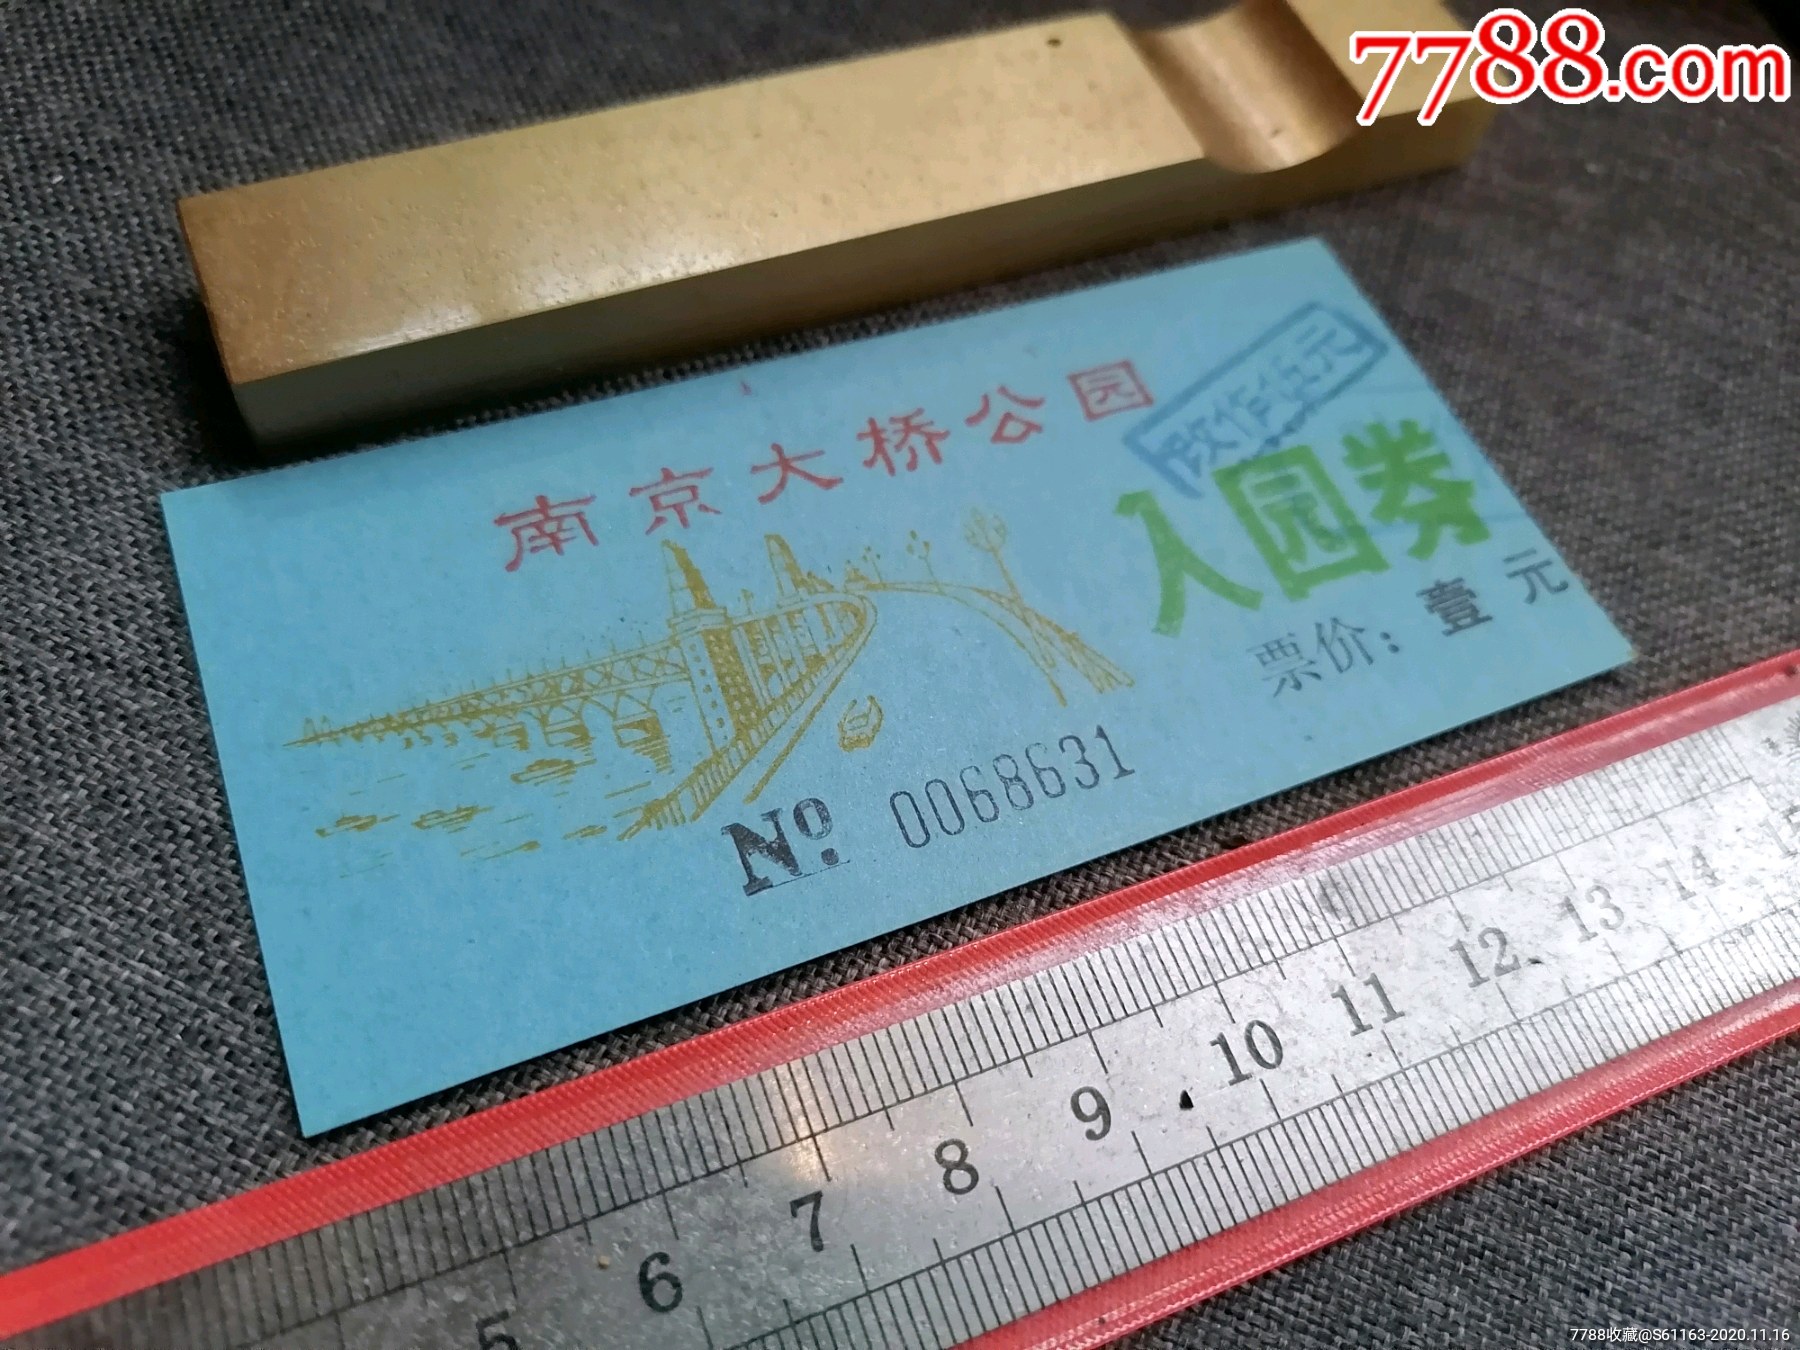 7788.com
南京大桥公园
改作伍元
入园券
票价：壹元
№ 0068631
5 6 7 8 9 10 11 12 13 14
7788收藏@S61163-2020.11.16